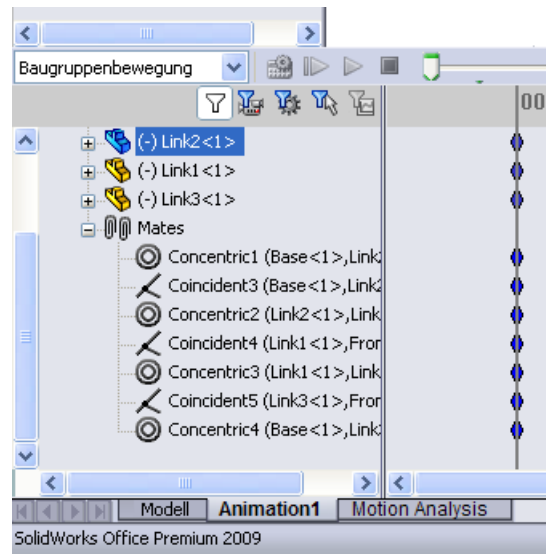 Baugruppenbewegung
00
(-) Link2<1>
(-) Link1<1>
(-) Link3<1>
Mates
Concentric1 (Base<1>,Link2
Coincident3 (Base<1>,Link2
Concentric2 (Link2<1>,Link
Coincident4 (Link1<1>,Fron
Concentric3 (Link1<1>,Link
Coincident5 (Link3<1>,Fron
Concentric4 (Base<1>,Link3
Modell Animation1 Motion Analysis
SolidWorks Office Premium 2009